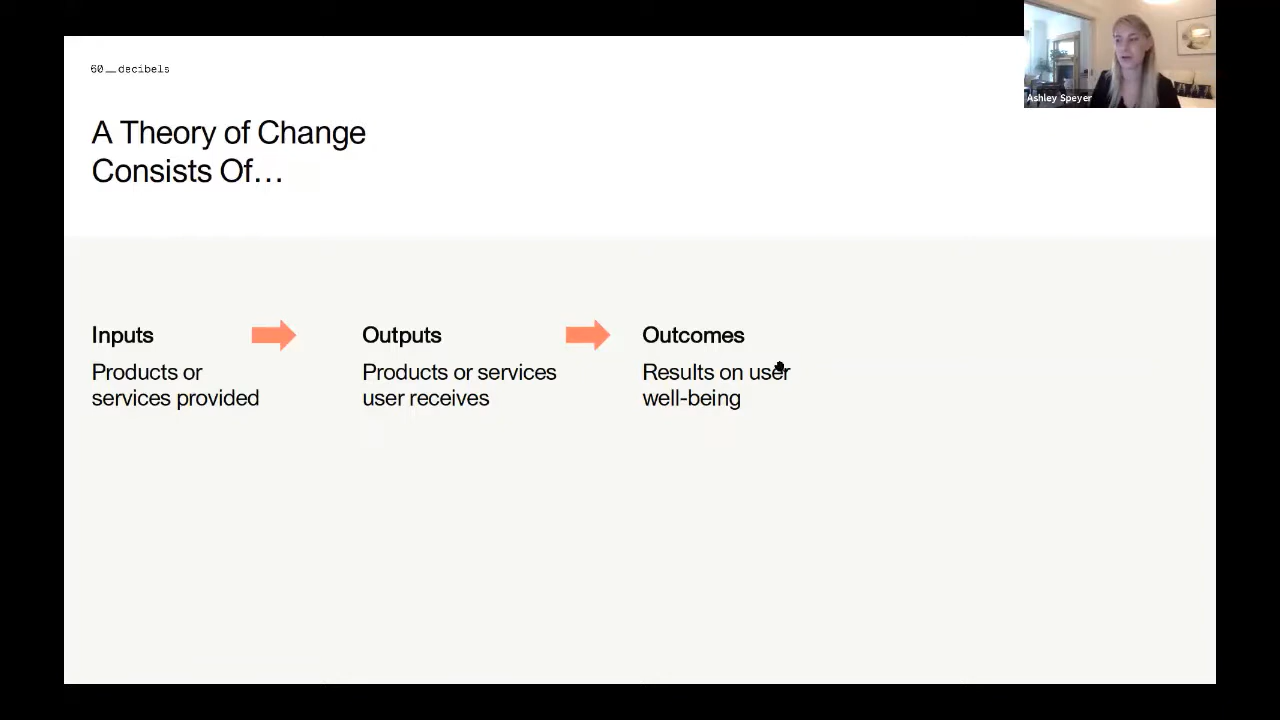 60__decibels
Ashley Speyer
A Theory of Change
Consists Of…
Inputs
Products or
services provided
Outputs
Products or services
user receives
Outcomes
Results on user
well-being